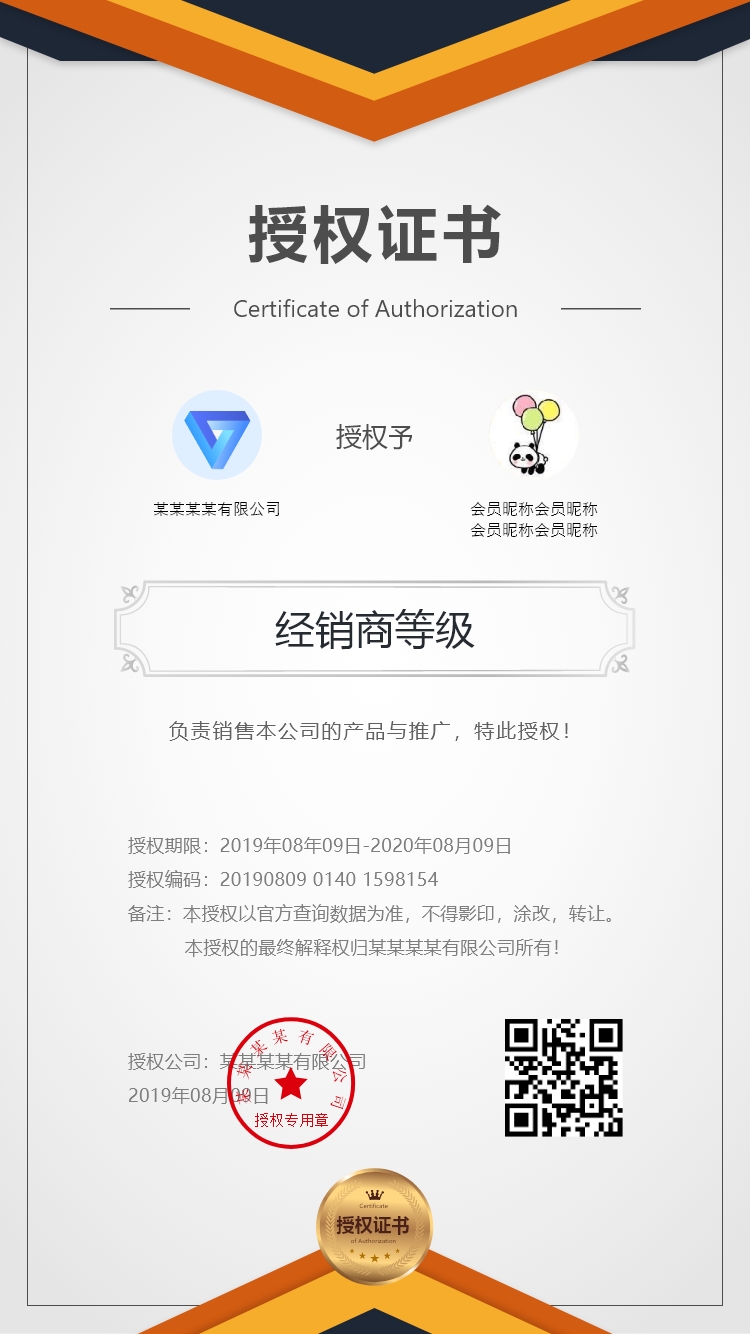 授权证书
Certificate of Authorization
授权予
某某某某有限公司
会员昵称会员昵称
会员昵称会员昵称
经销商等级
负责销售本公司的产品与推广，特此授权！
授权期限：2019年08年09日-2020年08月09日
授权编码：20190809 0140 1598154
备注：本授权以官方查询数据为准，不得影印，涂改，转让。
本授权的最终解释权归某某某某有限公司所有！
授权公司：某某某某有限公司
2019年08月09日
某某某某有限公司
授权专用章
Certificate
授权证书
of Authorization